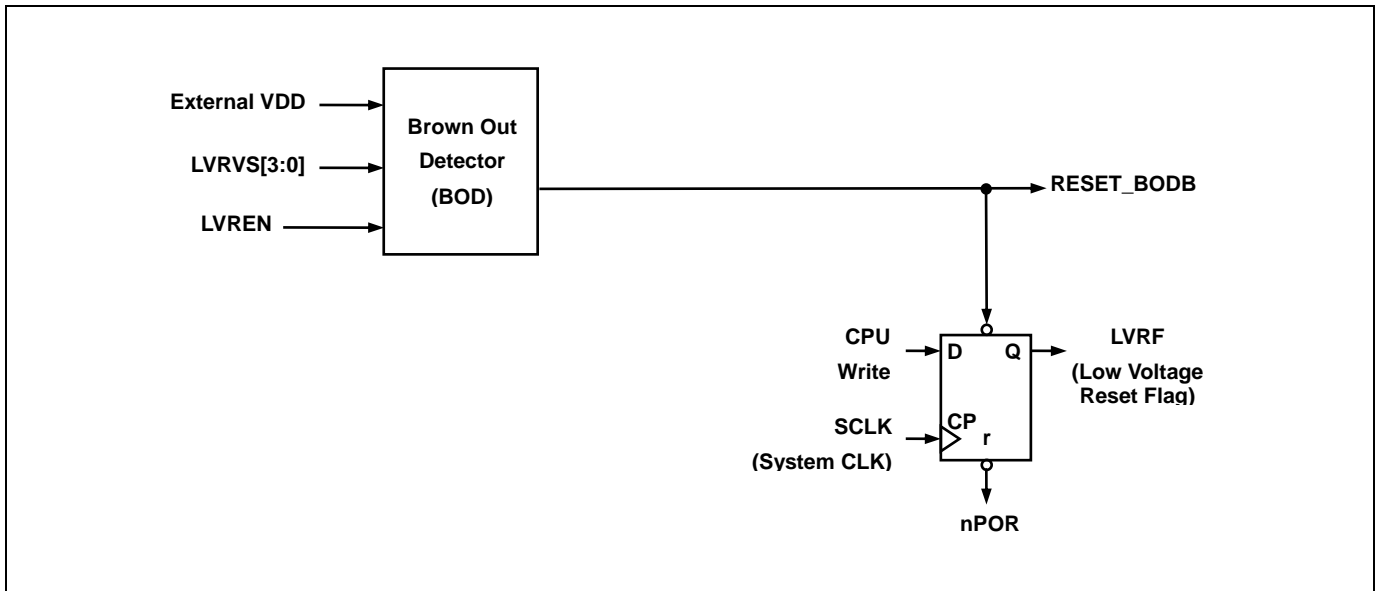 External VDD
LVRVS[3:0]
LVREN
Brown Out
Detector
(BOD)
RESET_BODB
CPU
Write
D
Q
LVRF
(Low Voltage
Reset Flag)
SCLK
(System CLK)
CP
r
nPOR